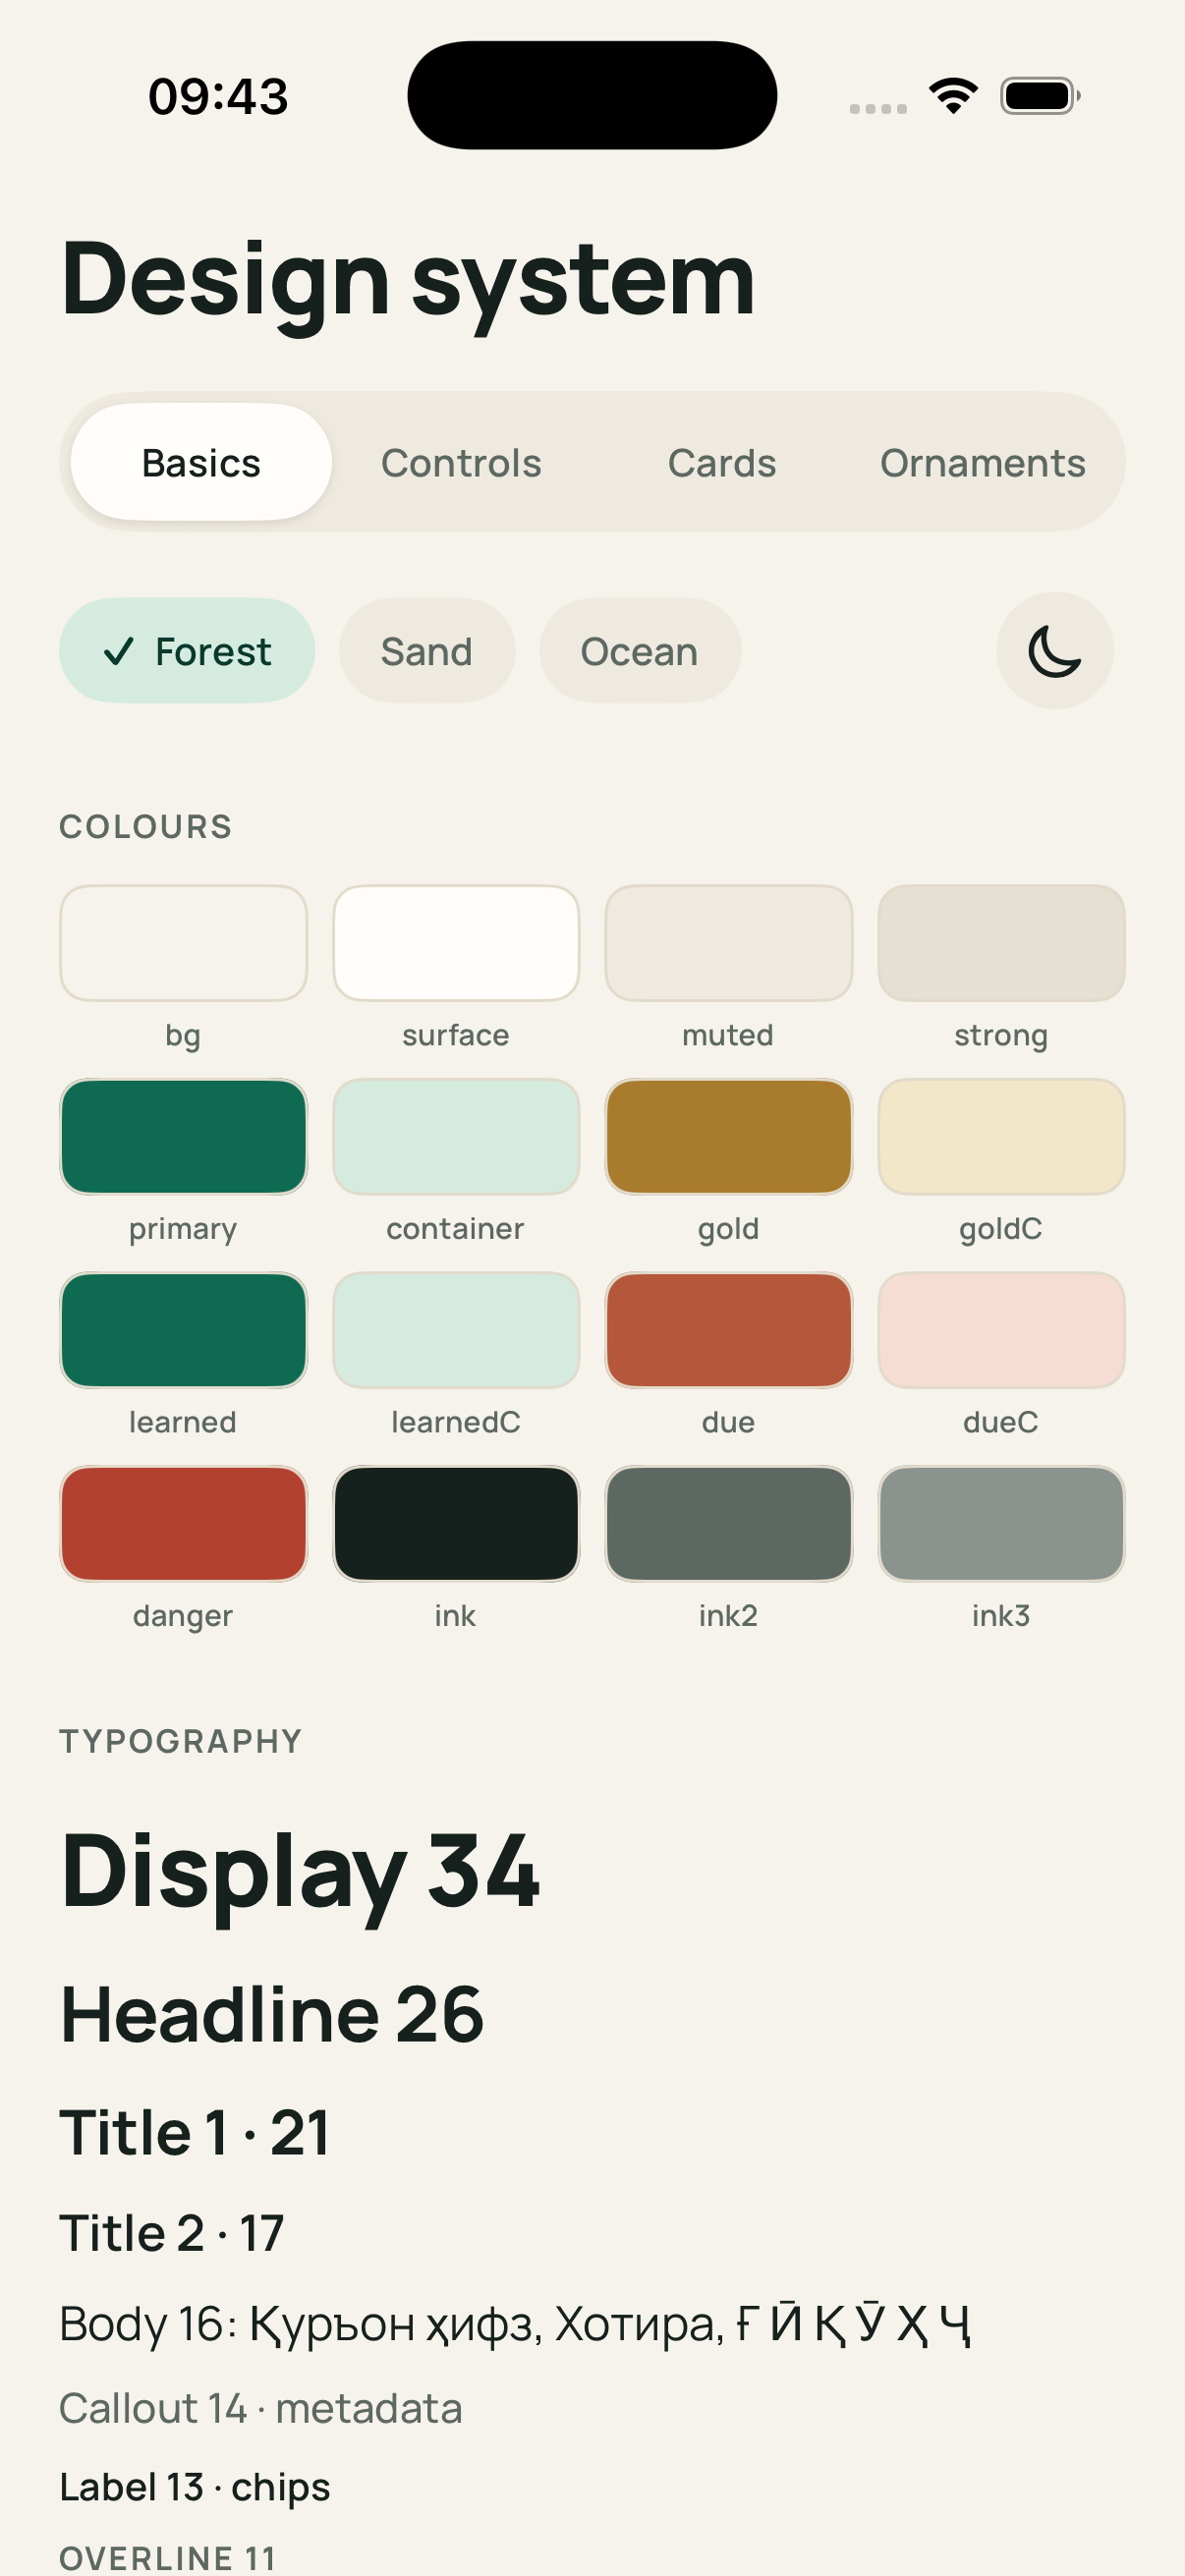 09:43
Design system
Basics Controls Cards Ornaments
Forest Sand Ocean
COLOURS
bg surface muted strong
primary container gold goldC
learned learnedC due dueC
danger ink ink2 ink3
TYPOGRAPHY
Display 34
Headline 26
Title 1 · 21
Title 2 · 17
Body 16: Қуръон ҳифз, Хотира, ғ Ӣ Қ Ӯ Ҳ Ҷ
Callout 14 · metadata
Label 13 · chips
OVERLINE 11